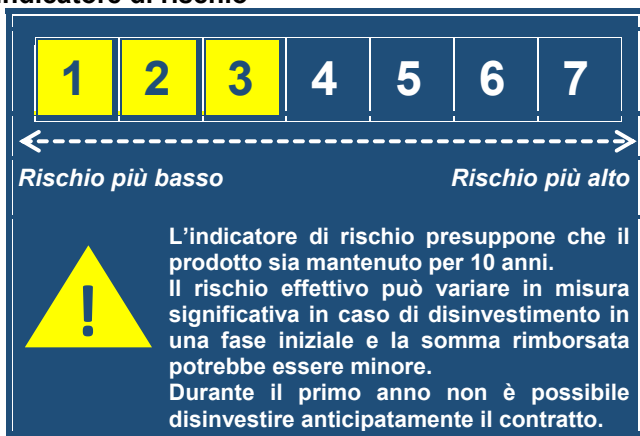 Indicatore di rischio
1 2 3 4 5 6 7
Rischio più basso Rischio più alto
L'indicatore di rischio presuppone che il
prodotto sia mantenuto per 10 anni.
Il rischio effettivo può variare in misura
significativa in caso di disinvestimento in
una fase iniziale e la somma rimborsata
potrebbe essere minore.
Durante il primo anno non è possibile
disinvestire anticipatamente il contratto.
!